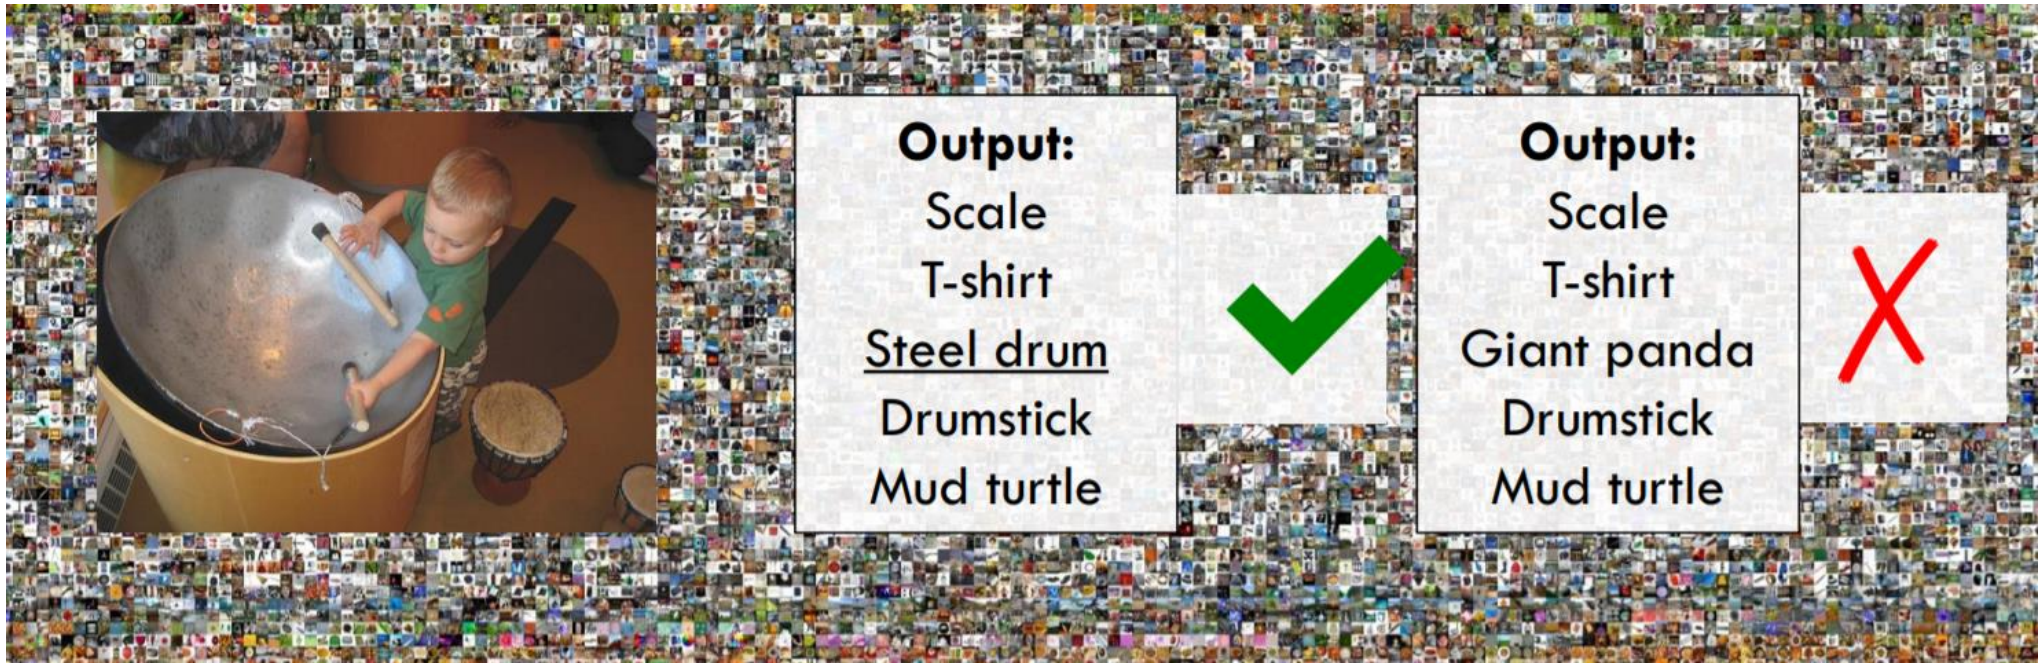 Output:
Scale
T-shirt
Steel drum
Drumstick
Mud turtle
Output:
Scale
T-shirt
Giant panda
Drumstick
Mud turtle